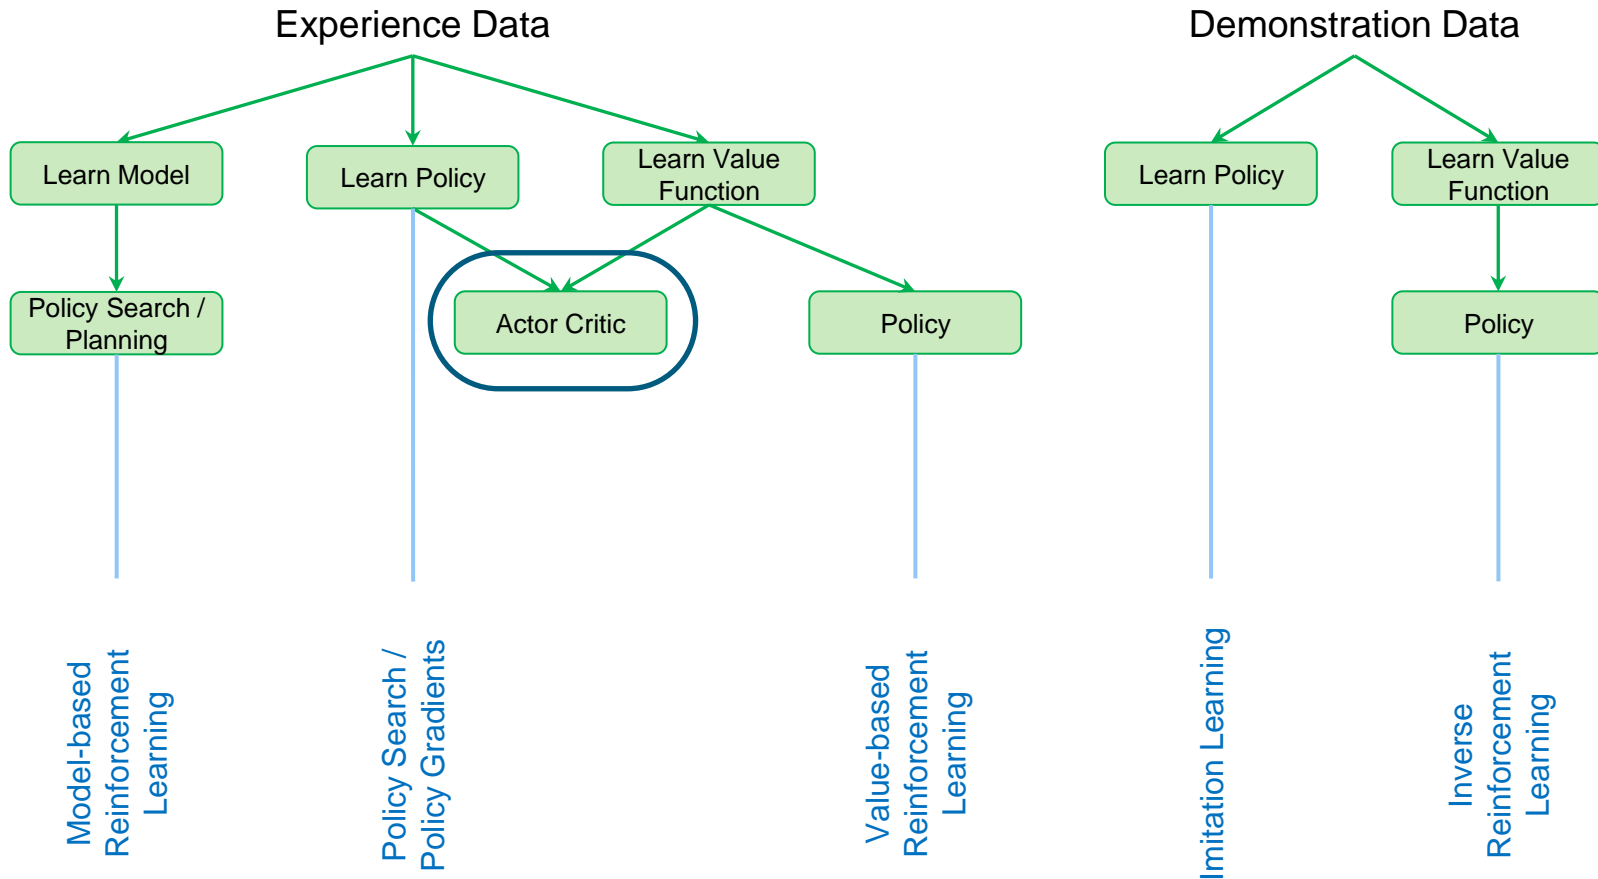 Experience Data
Demonstration Data
Learn Model
Learn Policy
Learn Value
Function
Learn Policy
Learn Value
Function
Policy Search /
Planning
Actor Critic
Policy
Policy
Model-based
Reinforcement
Learning
Policy Search /
Policy Gradients
Value-based
Reinforcement
Learning
Imitation Learning
Inverse
Reinforcement
Learning